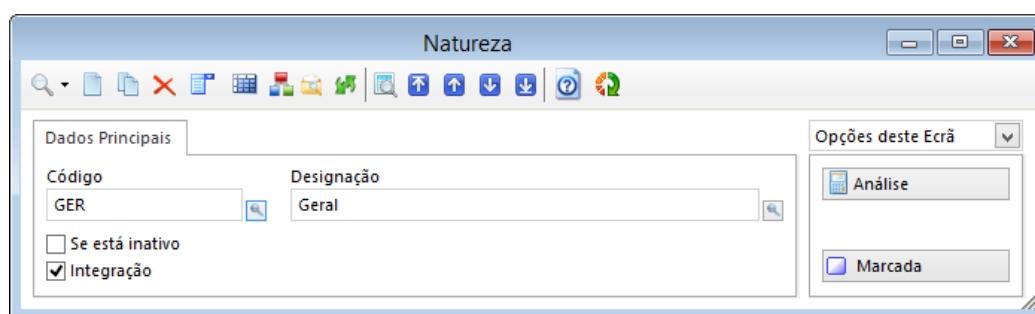 Natureza
Dados Principais
Opções deste Ecrã
Código
Designação
GER
Geral
Análise
Se está inativo
Integração
Marcada